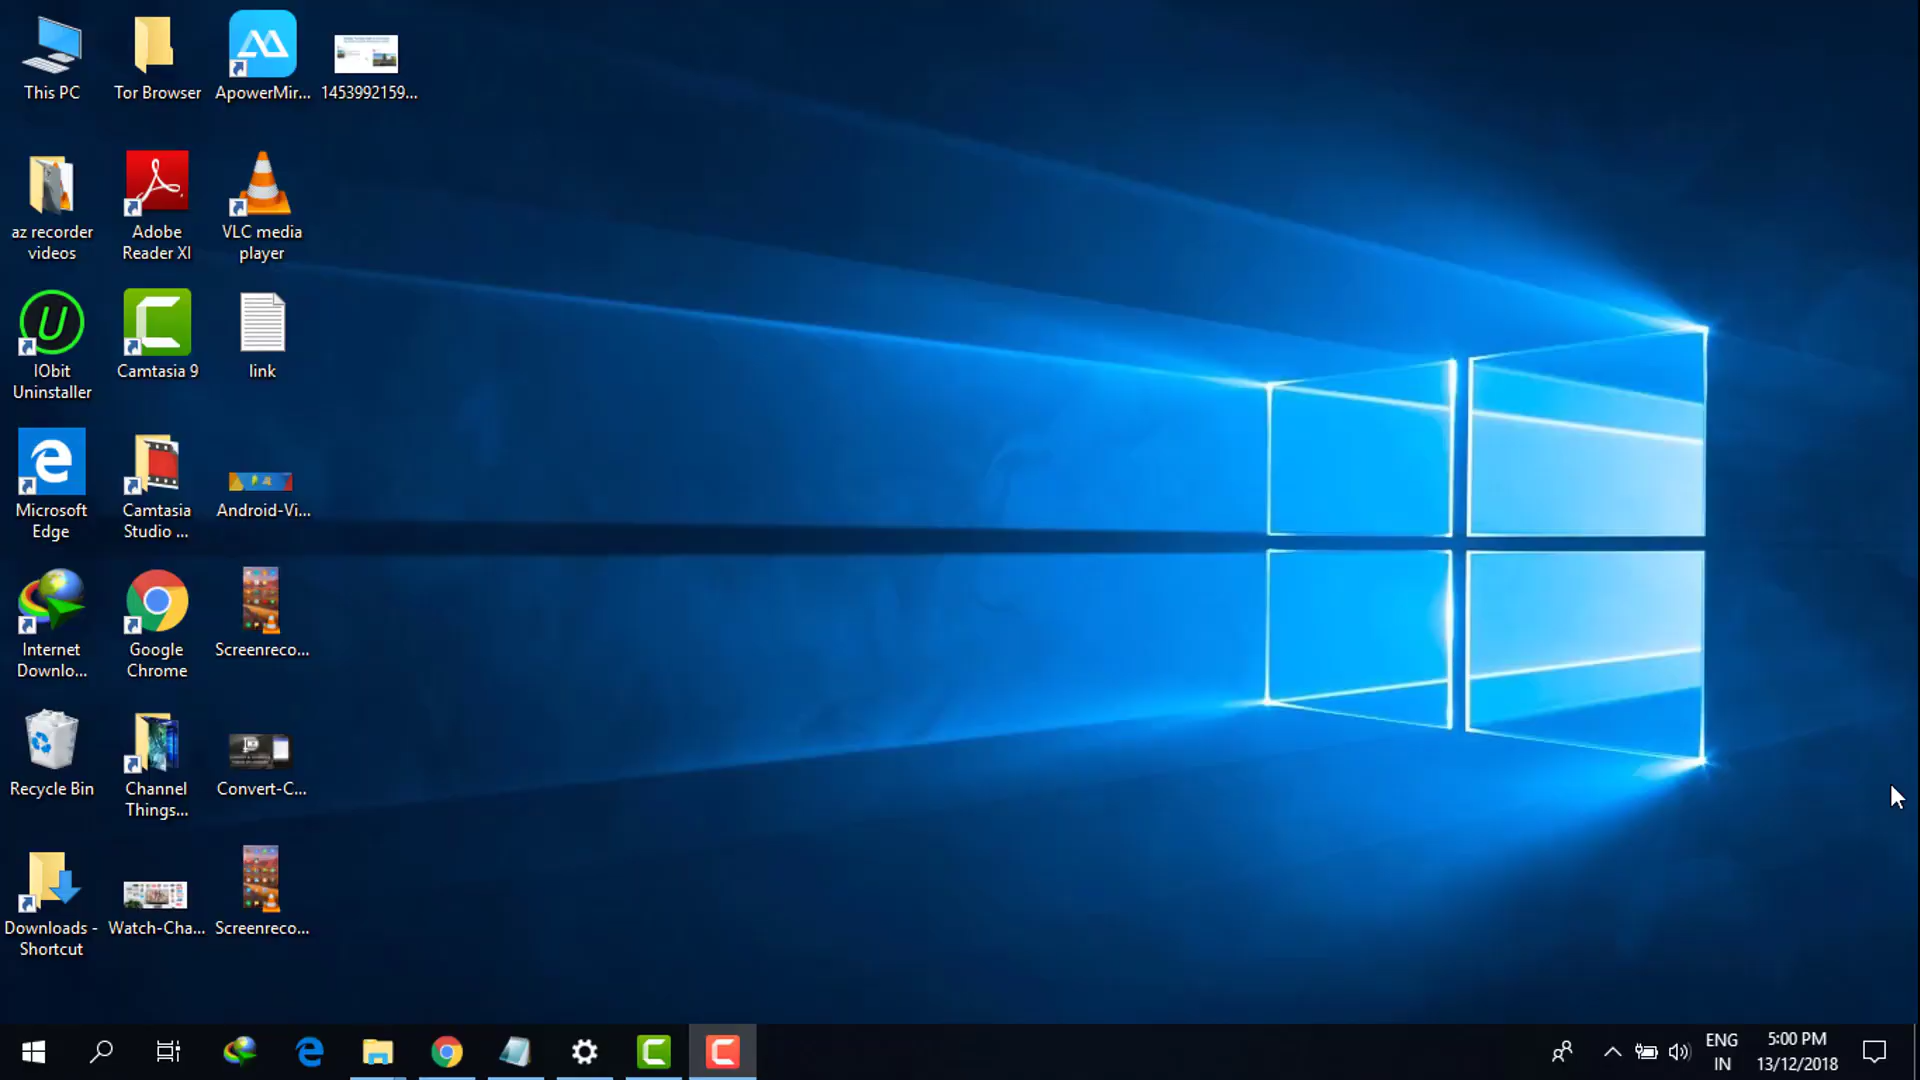 This PC
Tor Browser
ApowerMir...
1453992159...
az recorder
videos
Adobe
Reader XI
VLC media
player
IObit
Uninstaller
Camtasia 9
link
Microsoft
Edge
Camtasia
Studio ...
Android-Vi...
Internet
Downlo...
Google
Chrome
Screenreco...
Recycle Bin
Channel
Things...
Convert-C...
Downloads -
Shortcut
Watch-Cha...
Screenreco...
ENG
IN
5:00 PM
13/12/2018